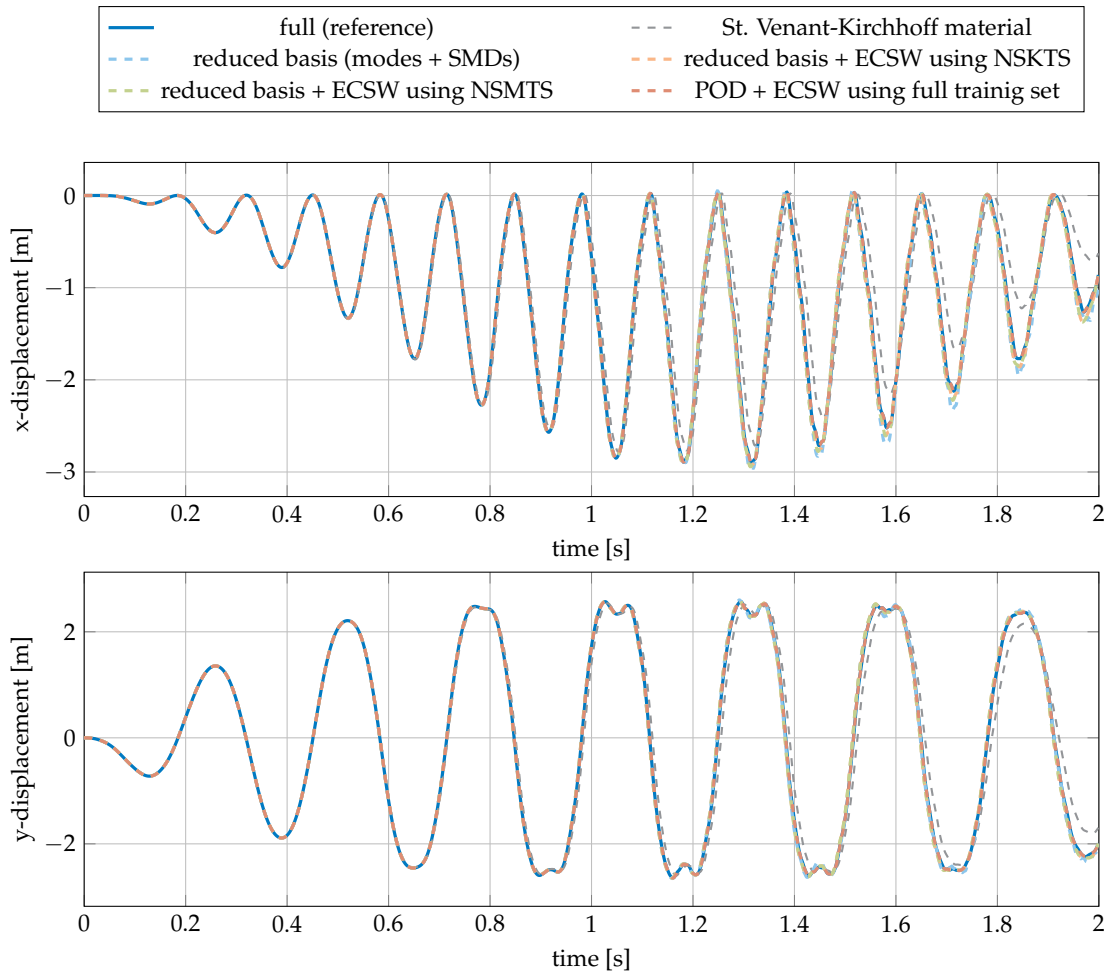 full (reference)
St. Venant-Kirchhoff material
reduced basis (modes + SMDs)
reduced basis + ECSW using NSKTS
reduced basis + ECSW using NSMTS
POD + ECSW using full trainig set
0
−1
−2
−3
x-displacement [m]
0 0.2 0.4 0.6 0.8 1 1.2 1.4 1.6 1.8 2
time [s]
2
0
−2
y-displacement [m]
0 0.2 0.4 0.6 0.8 1 1.2 1.4 1.6 1.8 2
time [s]